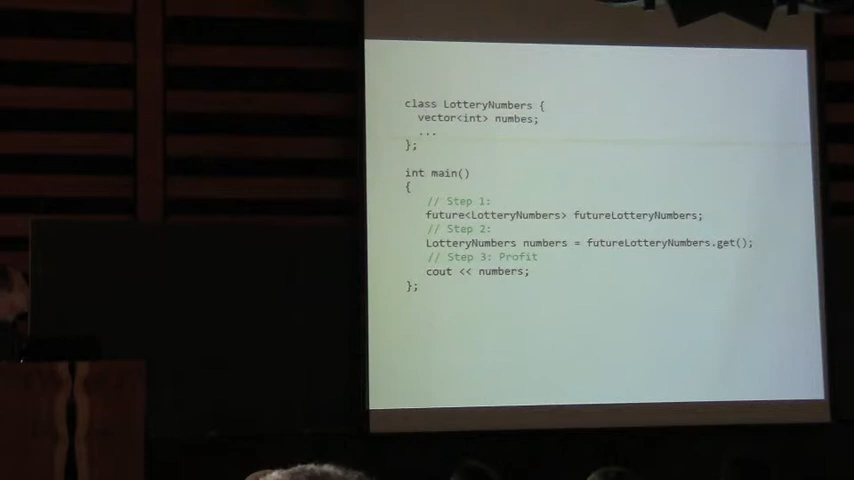 class LotteryNumbers {
vector<int> numbes;
...
};
int main()
{
// Step 1:
future<LotteryNumbers> futureLotteryNumbers;
// Step 2:
LotteryNumbers numbers = futureLotteryNumbers.get();
// Step 3: Profit
cout << numbers;
};